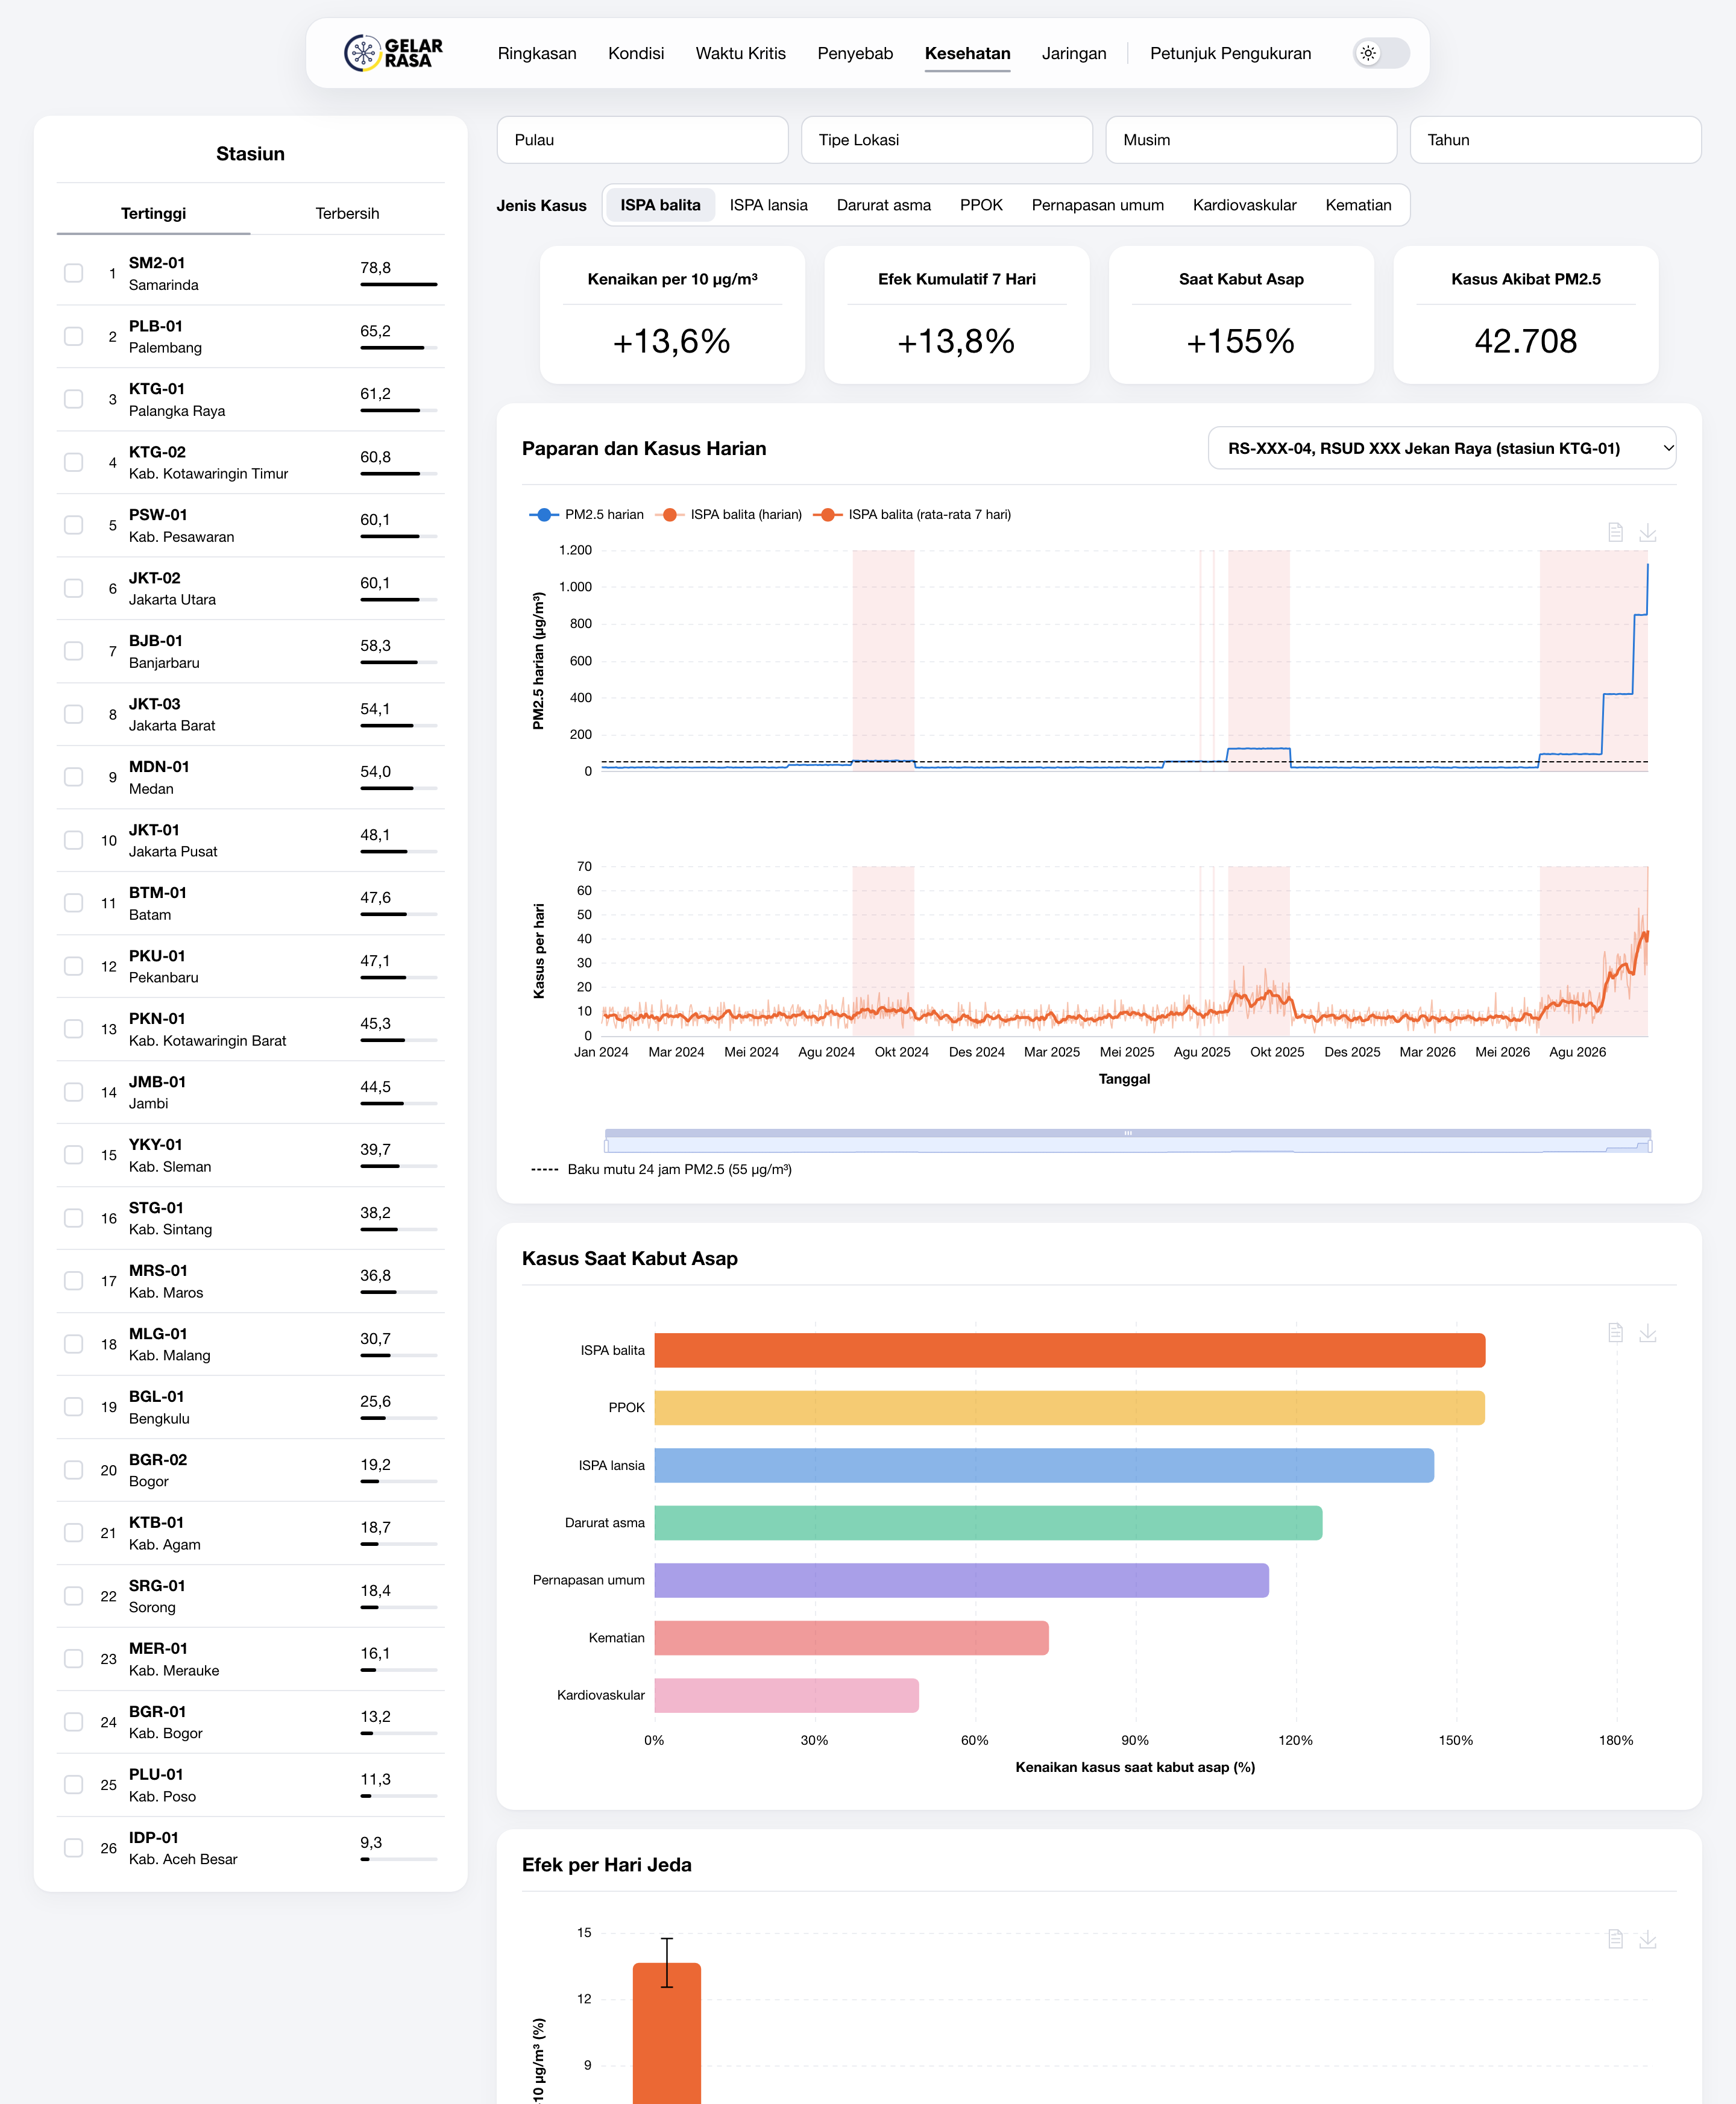 GELAR
RASA
Ringkasan
Kondisi
Waktu Kritis
Penyebab
Kesehatan
Jaringan
Petunjuk Pengukuran
Stasiun
Tertinggi
Terbersih
1
SM2-01
Samarinda
78,8
2
PLB-01
Palembang
65,2
3
KTG-01
Palangka Raya
61,2
4
KTG-02
Kab. Kotawaringin Timur
60,8
5
PSW-01
Kab. Pesawaran
60,1
6
JKT-02
Jakarta Utara
60,1
7
BJB-01
Banjarbaru
58,3
8
JKT-03
Jakarta Barat
54,1
9
MDN-01
Medan
54,0
10
JKT-01
Jakarta Pusat
48,1
11
BTM-01
Batam
47,6
12
PKU-01
Pekanbaru
47,1
13
PKN-01
Kab. Kotawaringin Barat
45,3
14
JMB-01
Jambi
44,5
15
YKY-01
Kab. Sleman
39,7
16
STG-01
Kab. Sintang
38,2
17
MRS-01
Kab. Maros
36,8
18
MLG-01
Kab. Malang
30,7
19
BGL-01
Bengkulu
25,6
20
BGR-02
Bogor
19,2
21
KTB-01
Kab. Agam
18,7
22
SRG-01
Sorong
18,4
23
MER-01
Kab. Merauke
16,1
24
BGR-01
Kab. Bogor
13,2
25
PLU-01
Kab. Poso
11,3
26
IDP-01
Kab. Aceh Besar
9,3
Pulau
Tipe Lokasi
Musim
Tahun
Jenis Kasus
ISPA balita
ISPA lansia
Darurat asma
PPOK
Pernapasan umum
Kardiovaskular
Kematian
Kenaikan per 10 µg/m³
+13,6%
Efek Kumulatif 7 Hari
+13,8%
Saat Kabut Asap
+155%
Kasus Akibat PM2.5
42.708
Paparan dan Kasus Harian
RS-XXX-04, RSUD XXX Jekan Raya (stasiun KTG-01)
PM2.5 harian
ISPA balita (harian)
ISPA balita (rata-rata 7 hari)
PM2.5 harian (µg/m³)
1.200
1.000
800
600
400
200
0
Kasus per hari
70
60
50
40
30
20
10
0
Jan 2024
Mar 2024
Mei 2024
Agu 2024
Okt 2024
Des 2024
Mar 2025
Mei 2025
Agu 2025
Okt 2025
Des 2025
Mar 2026
Mei 2026
Agu 2026
Tanggal
Baku mutu 24 jam PM2.5 (55 µg/m³)
Kasus Saat Kabut Asap
ISPA balita
PPOK
ISPA lansia
Darurat asma
Pernapasan umum
Kematian
Kardiovaskular
0%
30%
60%
90%
120%
150%
180%
Kenaikan kasus saat kabut asap (%)
Efek per Hari Jeda
15
12
9
10 µg/m³ (%)